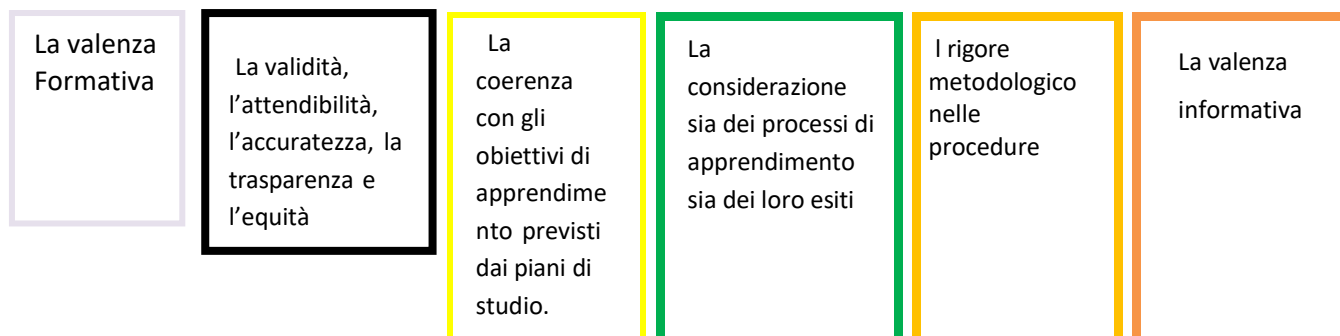 La valenza
Formativa
La validità,
l’attendibilità,
l’accuratezza, la
trasparenza e
l’equità
La
coerenza
con gli
obiettivi di
apprendime
nto previsti
dai piani di
studio.
La
considerazione
sia dei processi di
apprendimento
sia dei loro esiti
l rigore
metodologico
nelle
procedure
La valenza
informativa